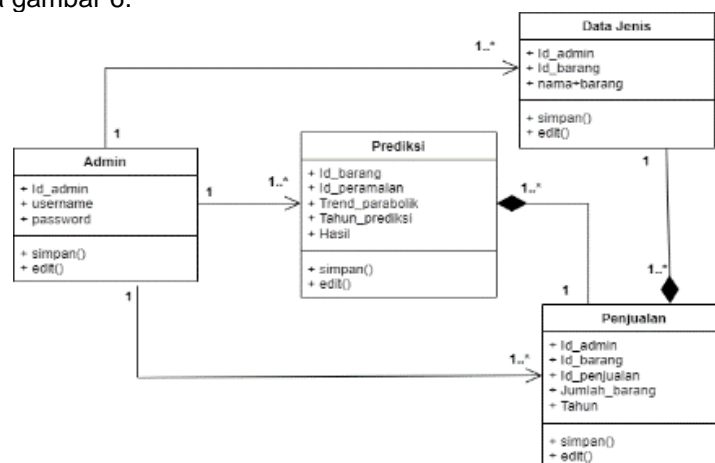 a gambar 6.
Data Jenis
+ Id_admin
+ Id_barang
+ nama+barang
+ simpan()
+ edit()
1..*
1
Admin
+ Id_admin
+ username
+ password
+ simpan()
+ edit()
1
1..*
Prediksi
+ Id_barang
+ Id_peramalan
+ Trend_parabolik
+ Tahun_prediksi
+ Hasil
+ simpan()
+ edit()
1..*
1
1
1..*
1
1..*
Penjualan
+ Id_admin
+ Id_barang
+ Id_penjualan
+ Jumlah_barang
+ Tahun
+ simpan()
+ edit()